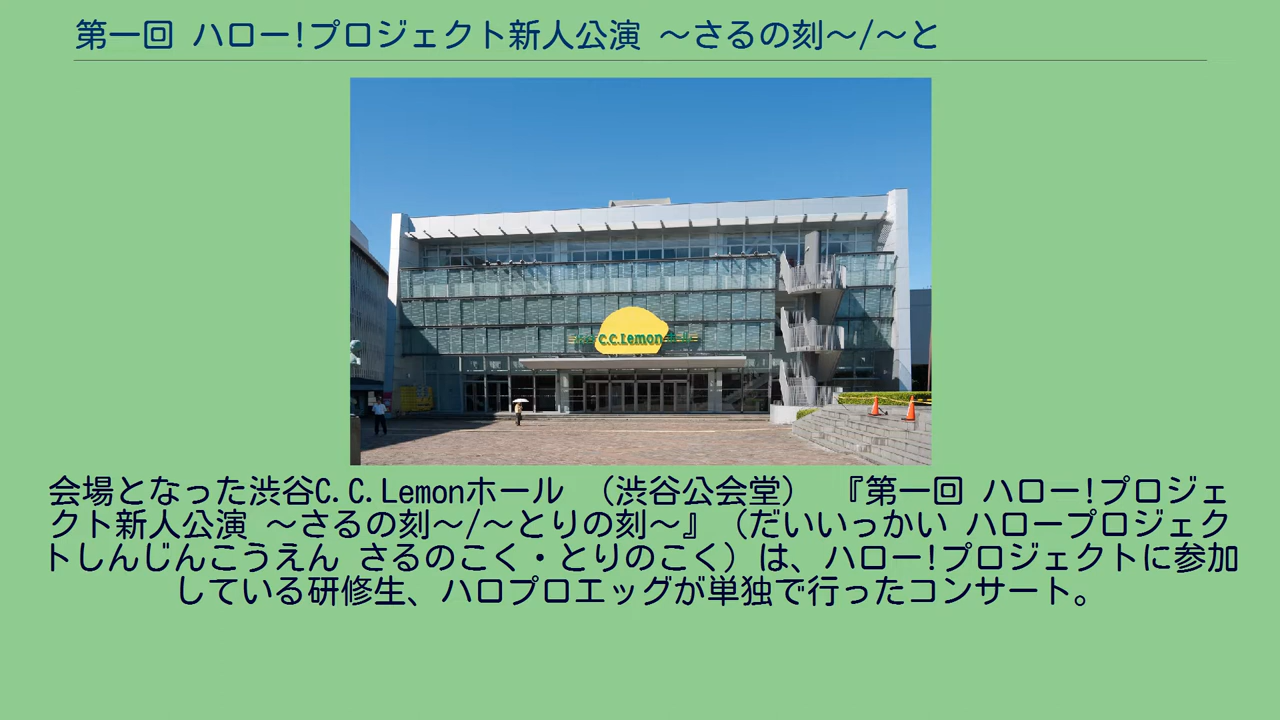 第一回 ハロー!プロジェクト新人公演 〜さるの刻〜/〜と
C.C.Lemon
会場となった渋谷C.C.Lemonホール （渋谷公会堂） 『第一回 ハロー!プロジェ
クト新人公演 〜さるの刻〜/〜とりの刻〜』（だいいっかい ハロープロジェク
トしんじんこうえん さるのこく・とりのこく）は、ハロー!プロジェクトに参加
している研修生、ハロプロエッグが単独で行ったコンサート。